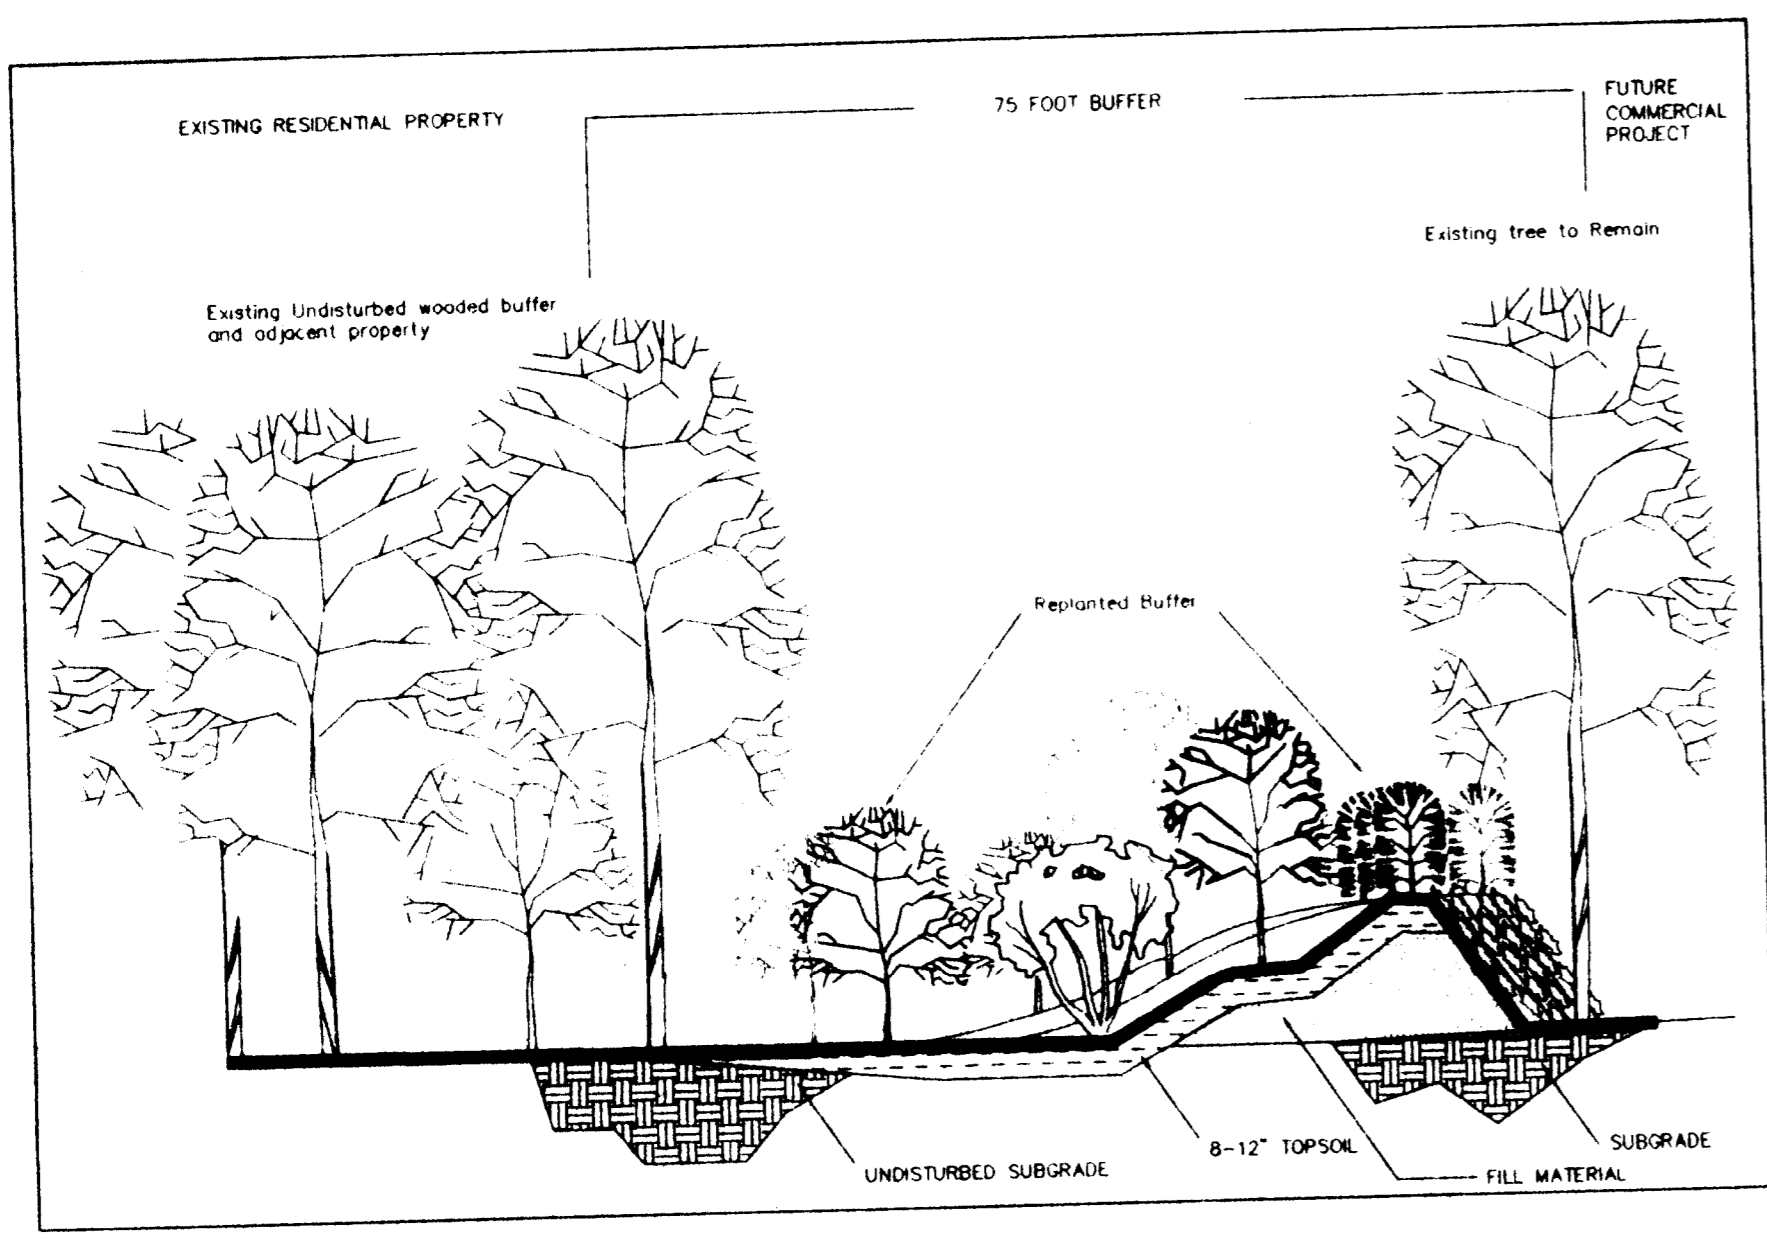 EXISTING RESIDENTIAL PROPERTY
75 FOOT BUFFER
FUTURE
COMMERCIAL
PROJECT
Existing tree to Remain
Existing Undisturbed wooded buffer
and adjacent property
Replanted Buffer
8-12" TOPSOIL
SUBGRADE
UNDISTURBED SUBGRADE
FILL MATERIAL